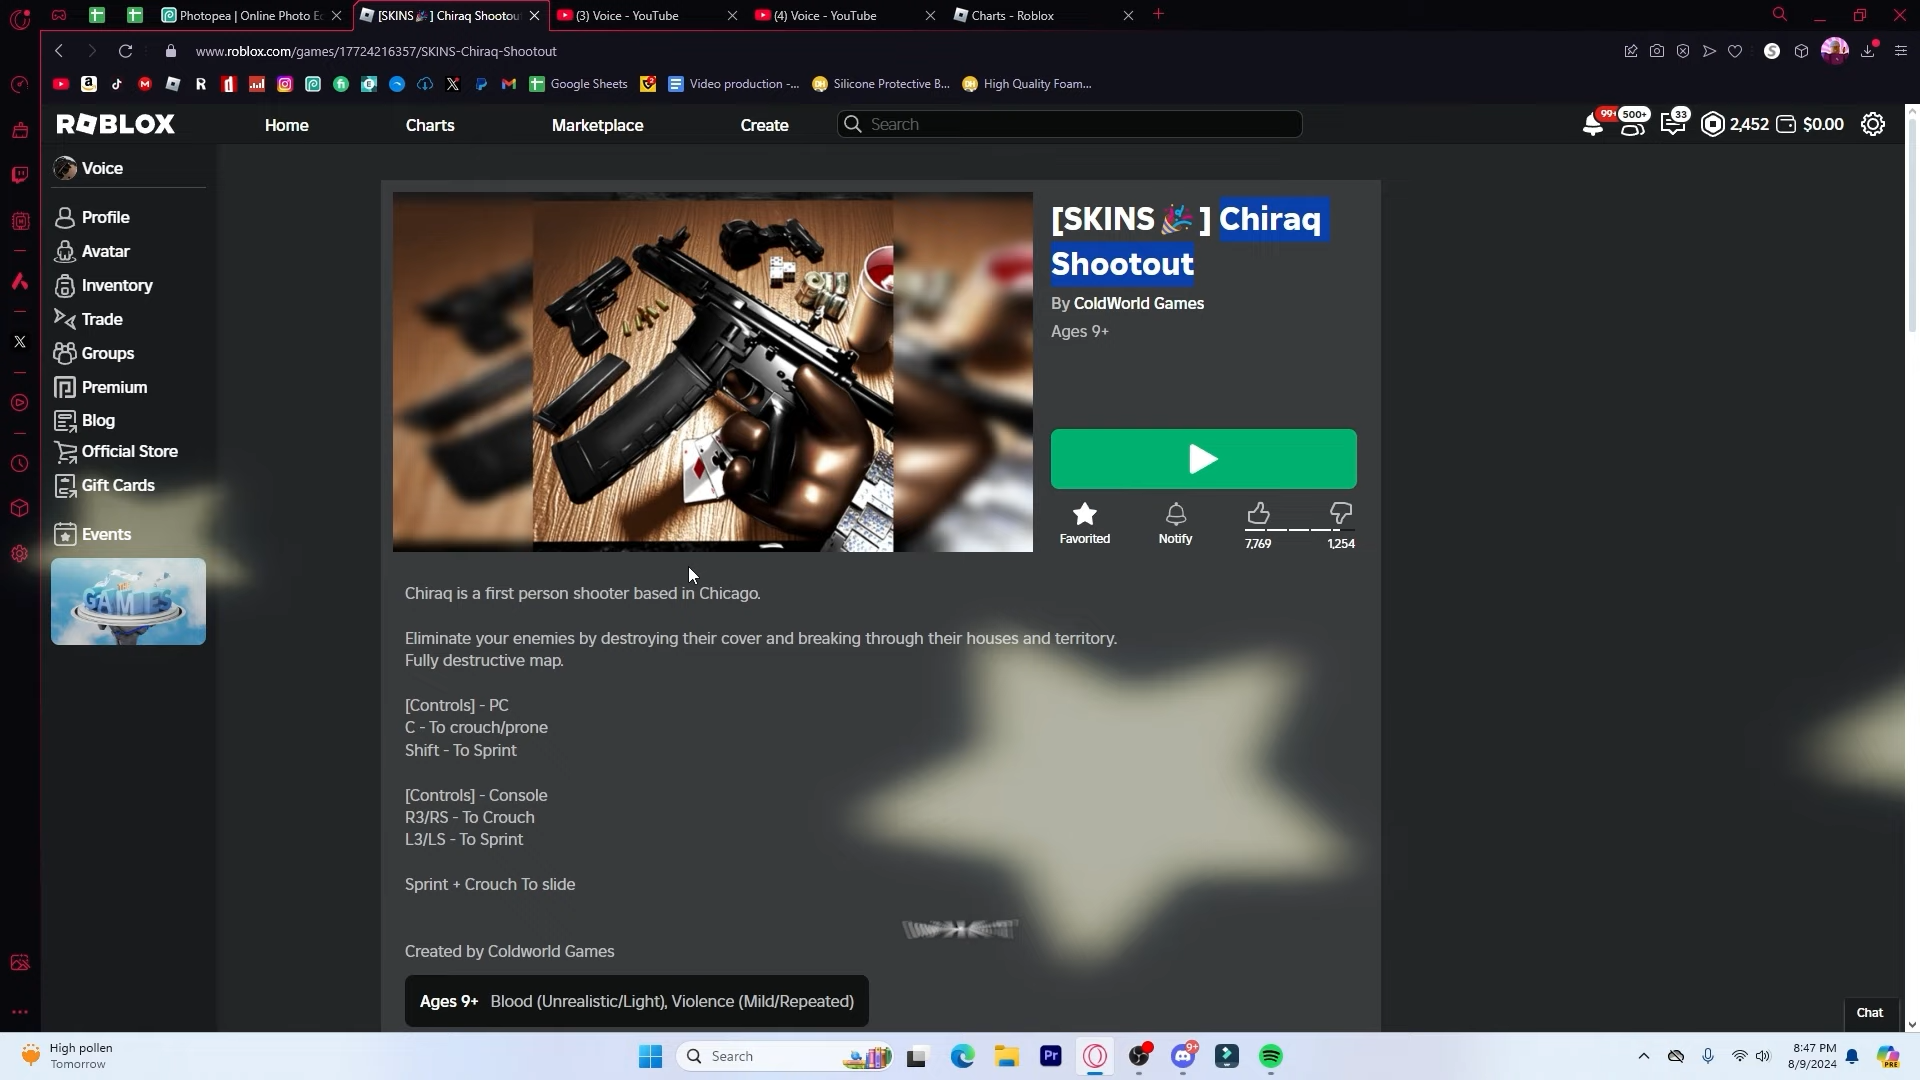 Photopea | Online Photo Ec
[SKINS🎉] Chiraq Shootou
(3) Voice - YouTube
(4) Voice - YouTube
Charts - Roblox
www.roblox.com/games/17724216357/SKINS-Chiraq-Shootout
Google Sheets
Video production -...
Silicone Protective B...
High Quality Foam...
ROBLOX
Home
Charts
Marketplace
Create
Search
99+
500+
33
2,452
$0.00
Voice
Profile
Avatar
Inventory
Trade
Groups
Premium
Blog
Official Store
Gift Cards
Events
GAMES
[SKINS🎉] Chiraq
Shootout
By ColdWorld Games
Ages 9+
Favorited
Notify
7,769
1,254
Chiraq is a first person shooter based in Chicago.
Eliminate your enemies by destroying their cover and breaking through their houses and territory.
Fully destructive map.
[Controls] - PC
C - To crouch/prone
Shift - To Sprint
[Controls] - Console
R3/RS - To Crouch
L3/LS - To Sprint
Sprint + Crouch To slide
Created by Coldworld Games
Ages 9+ Blood (Unrealistic/Light), Violence (Mild/Repeated)
Chat
High pollen
Tomorrow
Search
Pr
9+
8:47 PM
8/9/2024
PRE